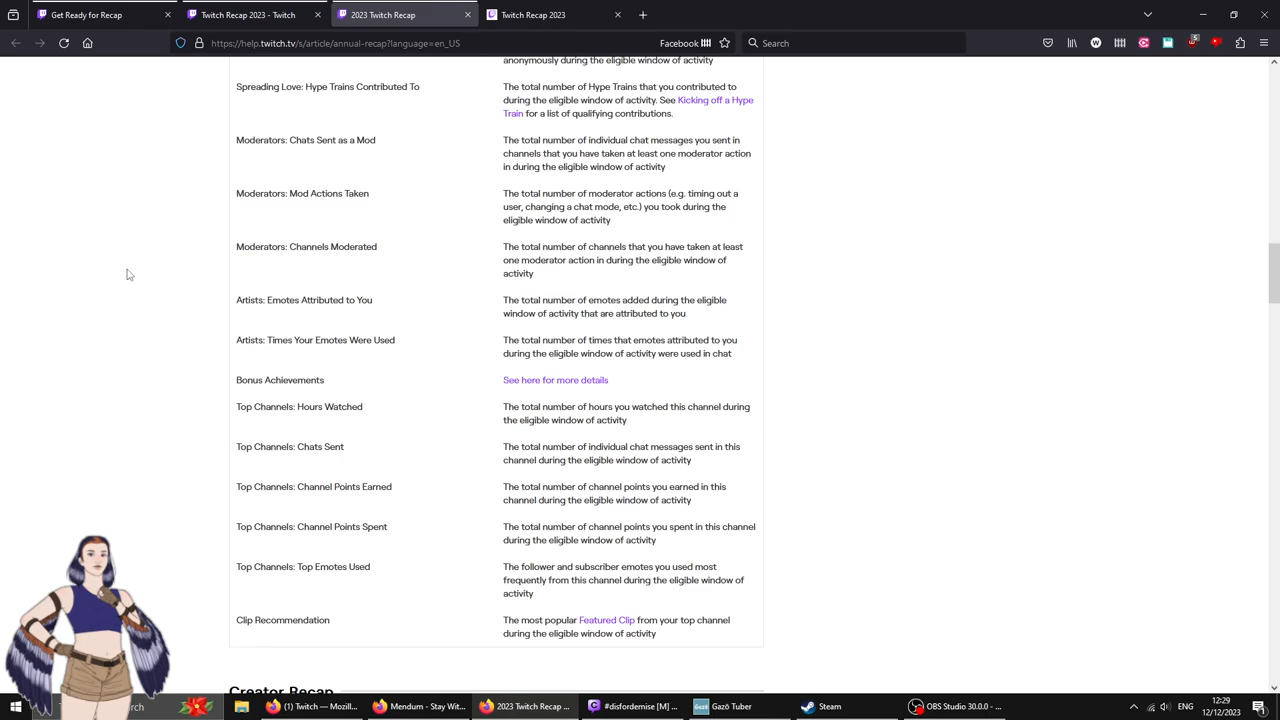 Get Ready for Recap
Twitch Recap 2023 - Twitch
2023 Recap
Twitch Recap 2023
https://help.twitch.tv/s/article/annual-recap?language=en_US
Facebook
Search
5
anonymously during the eligible window of activity
Spreading Love: Hype Trains Contributed To
The total number of Hype Trains that you contributed to
during the eligible window of activity. See Kicking off a Hype
Train for a list of qualifying contributions.
Moderators: Chats Sent as a Mod
The total number of individual chat messages you sent in
channels that you have taken at least one moderator action
in during the eligible window of activity
Moderators: Mod Actions Taken
The total number of moderator actions (e.g. timing out a
user, changing a chat mode, etc.) you took during the
eligible window of activity
Moderators: Channels Moderated
The total number of channels that you have taken at least
one moderator action in during the eligible window of
activity
Artists: Emotes Attributed to You
The total number of emotes added during the eligible
window of activity that are attributed to you
Artists: Times Your Emotes Were Used
The total number of times that emotes attributed to you
during the eligible window of activity were used in chat
Bonus Achievements
See here for more details
Top Channels: Hours Watched
The total number of hours you watched this channel during
the eligible window of activity
Top Channels: Chats Sent
The total number of individual chat messages sent in this
channel during the eligible window of activity
Top Channels: Channel Points Earned
The total number of channel points you earned in this
channel during the eligible window of activity
Top Channels: Channel Points Spent
The total number of channel points you spent in this channel
during the eligible window of activity
Top Channels: Top Emotes Used
The follower and subscriber emotes you used most
frequently from this channel during the eligible window of
activity
Clip Recommendation
The most popular Featured Clip from your top channel
during the eligible window of activity
Creator Recap
(1) Twitch — Mozill...
Mendum - Stay Wit...
2023 Twitch Recap ...
#disfordemise [M] ...
Gazō Tuber
Steam
OBS Studio 30.0.0 - ...
ENG
12:29
12/12/2023